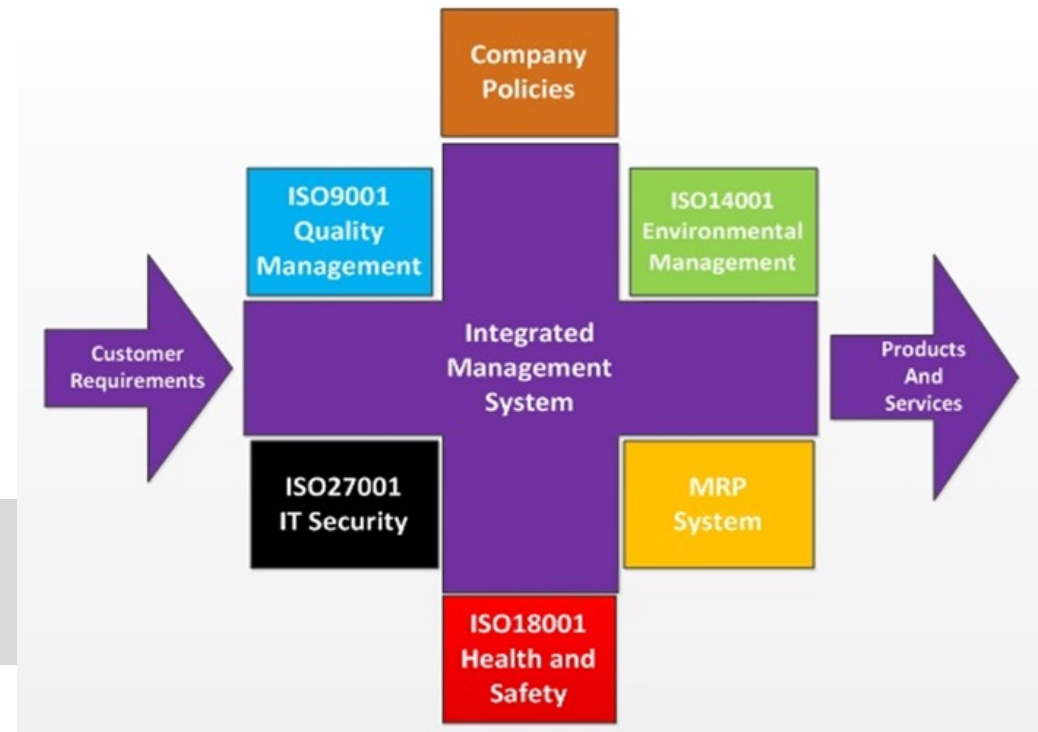 Company
Policies
ISO9001
Quality
Management
ISO14001
Environmental
Management
Customer
Requirements
Integrated
Management
System
Products
And
Services
ISO27001
IT Security
MRP
System
ISO18001
Health and
Safety